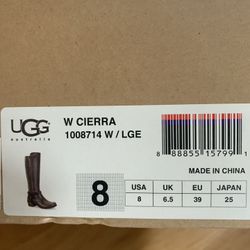 UGG
australia
W CIERRA
1008714 W / LGE
8 88855 15799 1
MADE IN CHINA
8
USA UK EU JAPAN
8 6.5 39 25